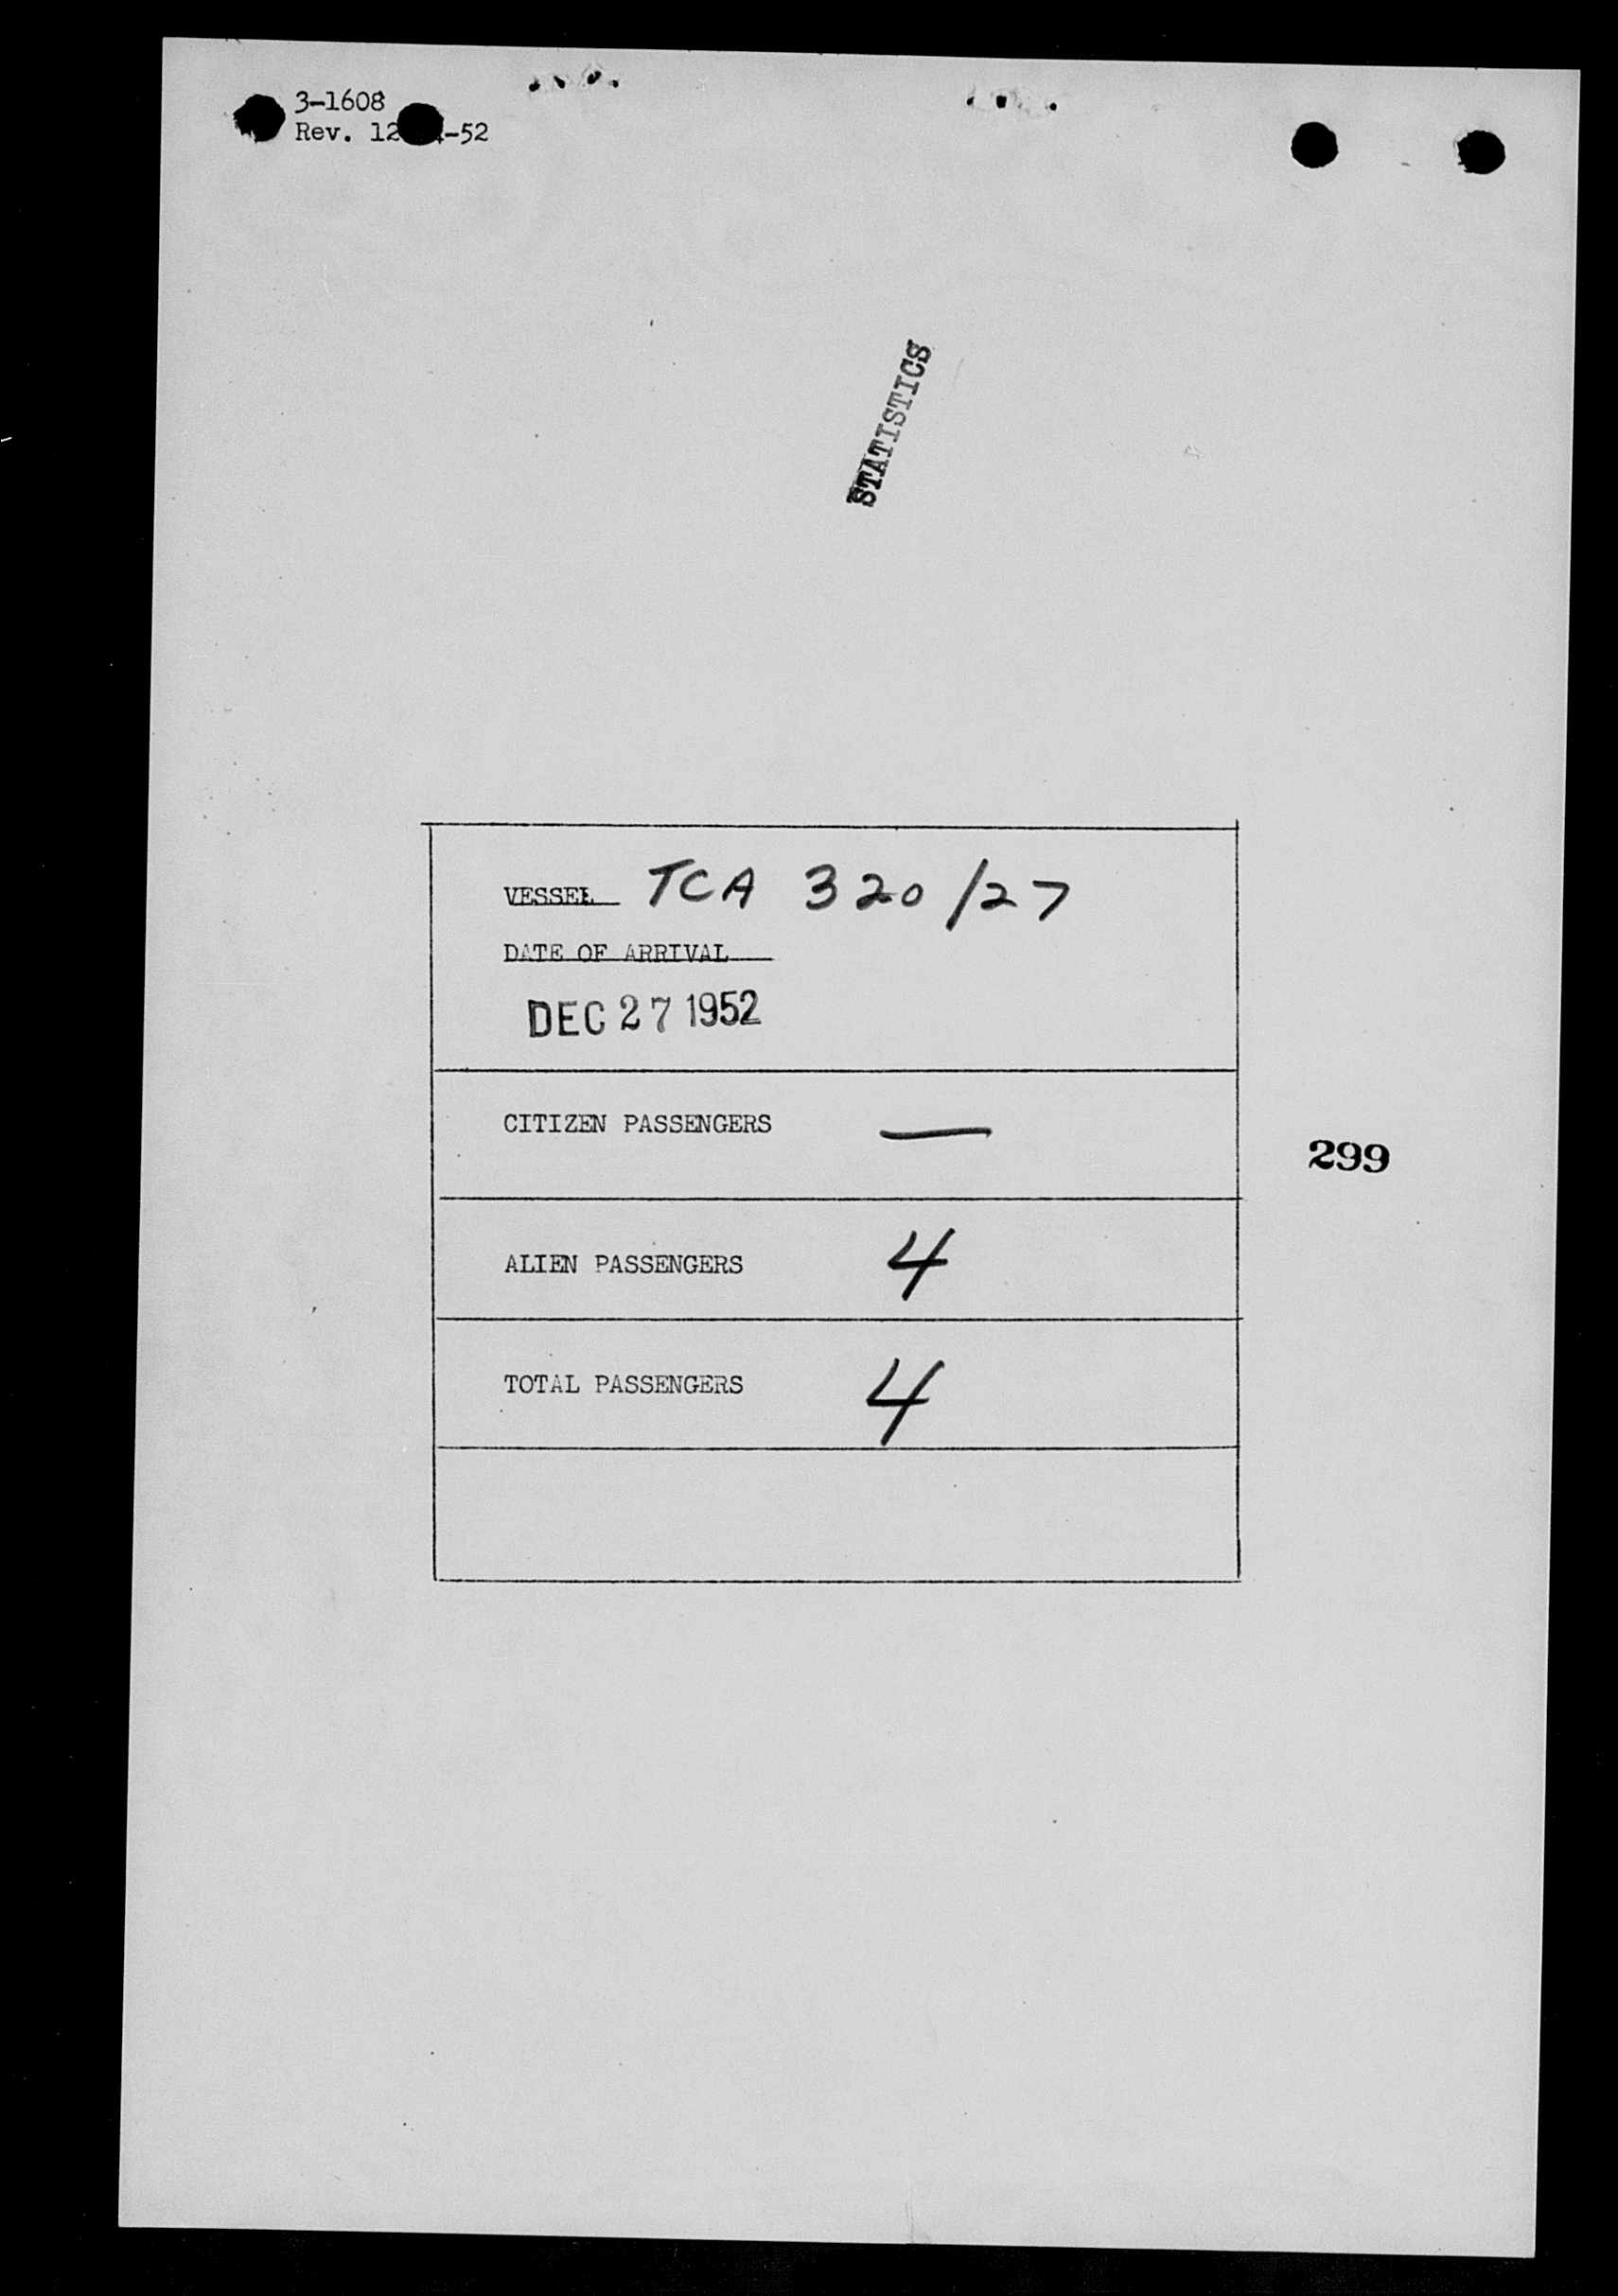 3-1608
Rev. 12 -52
STATISTICS
VESSEL TCA 320/27
DATE OF ARRIVAL
DEC 27 1952
CITIZEN PASSENGERS —
299
ALIEN PASSENGERS 4
TOTAL PASSENGERS 4